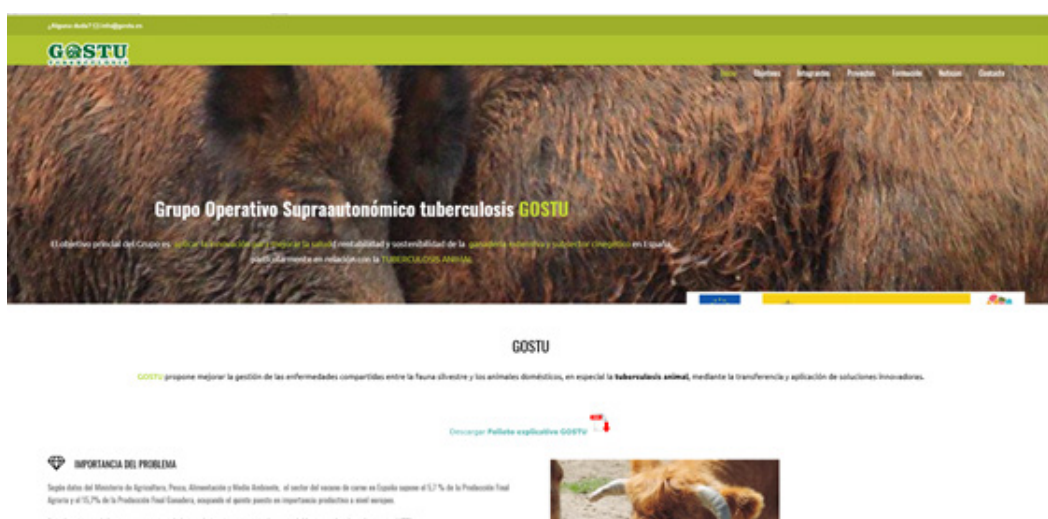 ¿Alguna duda? info@gostu.es
GOSTU
Inicio Objetivos Integrantes Proyectos Formación Noticias Contacto
Grupo Operativo Supraautonómico tuberculosis GOSTU
El objetivo princial del Grupo es aplicar la innovación para mejorar la salud, rentabilidad y sostenibilidad de la ganadería extensiva y subsector cinegético en España,
particularmente en relación con la TUBERCULOSIS ANIMAL
GOSTU
GOSTU propone mejorar la gestión de las enfermedades compartidas entre la fauna silvestre y los animales domésticos, en especial la tuberculosis animal, mediante la transferencia y aplicación de soluciones innovadoras.
Descargar Folleto explicativo GOSTU
IMPORTANCIA DEL PROBLEMA
Según datos del Ministerio de Agricultura, Pesca, Alimentación y Medio Ambiente, el sector del vacuno de carne en España supone el 5,7 % de la Producción Final
Agraria y el 15,7% de la Producción Final Ganadera, ocupando el quinto puesto en importancia productiva a nivel europeo.